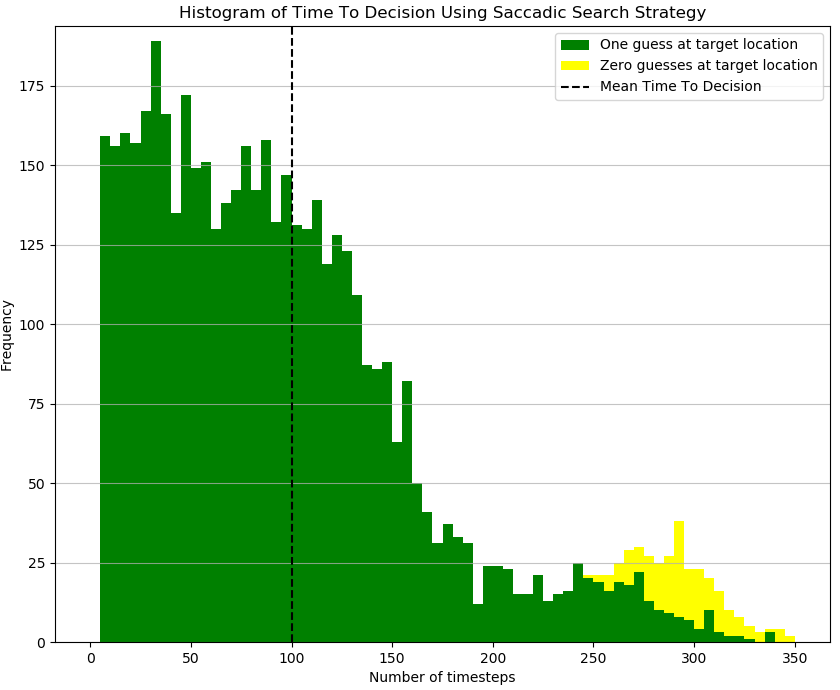 Histogram of Time To Decision Using Saccadic Search Strategy
One guess at target location
Zero guesses at target location
Mean Time To Decision
175
150
125
100
75
50
25
0
Frequency
0 50 100 150 200 250 300 350
Number of timesteps